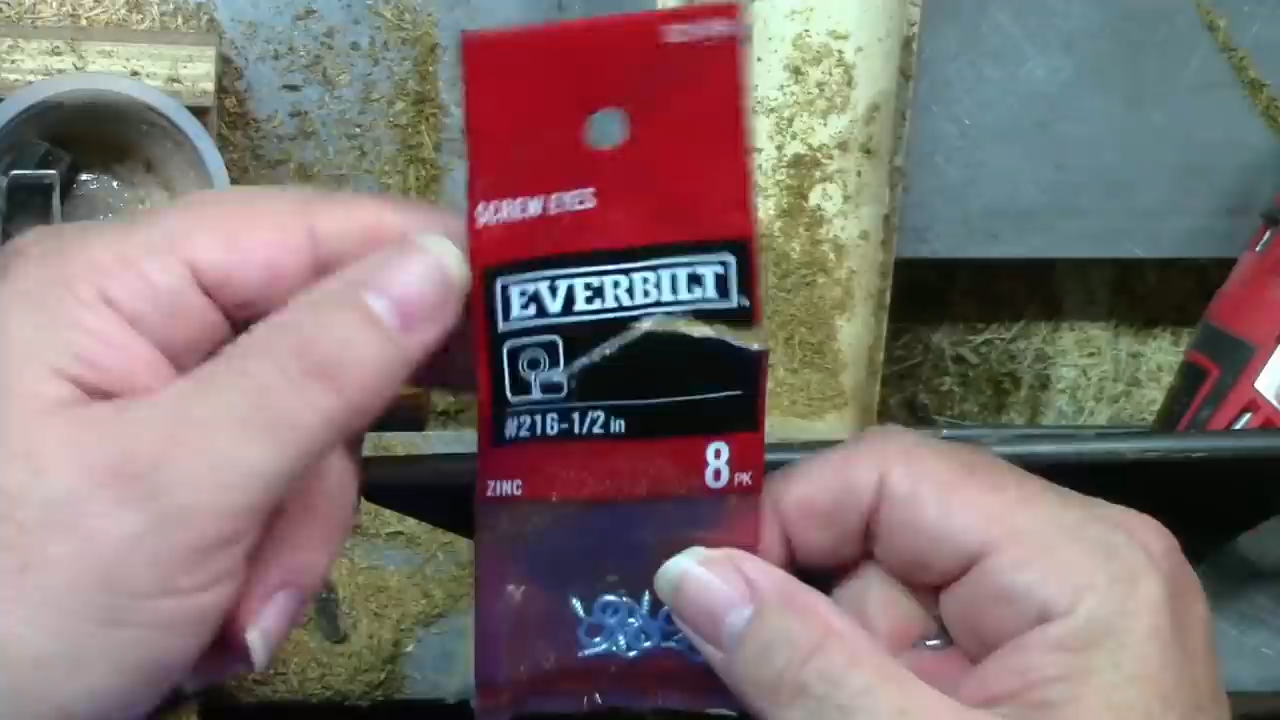 SCREW EYES
EVERBILT
#216-1/2 in
8 PK
ZINC